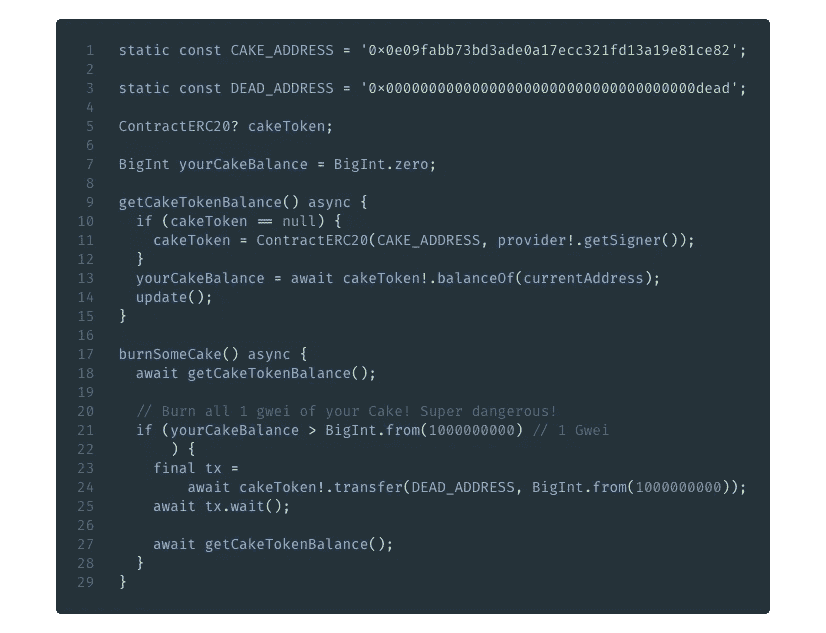 1 static const CAKE_ADDRESS = '0x0e09fabb73bd3ade0a17ecc321fd13a19e81ce82';
2
3 static const DEAD_ADDRESS = '0x000000000000000000000000000000000000dead';
4
5 ContractERC20? cakeToken;
6
7 BigInt yourCakeBalance = BigInt.zero;
8
9 getCakeTokenBalance() async {
10 if (cakeToken == null) {
11 cakeToken = ContractERC20(CAKE_ADDRESS, provider!.getSigner());
12 }
13 yourCakeBalance = await cakeToken!.balanceOf(currentAddress);
14 update();
15 }
16
17 burnSomeCake() async {
18 await getCakeTokenBalance();
19
20 // Burn all 1 gwei of your Cake! Super dangerous!
21 if (yourCakeBalance > BigInt.from(1000000000) // 1 Gwei
22 ) {
23 final tx =
24 await cakeToken!.transfer(DEAD_ADDRESS, BigInt.from(1000000000));
25 await tx.wait();
26
27 await getCakeTokenBalance();
28 }
29 }